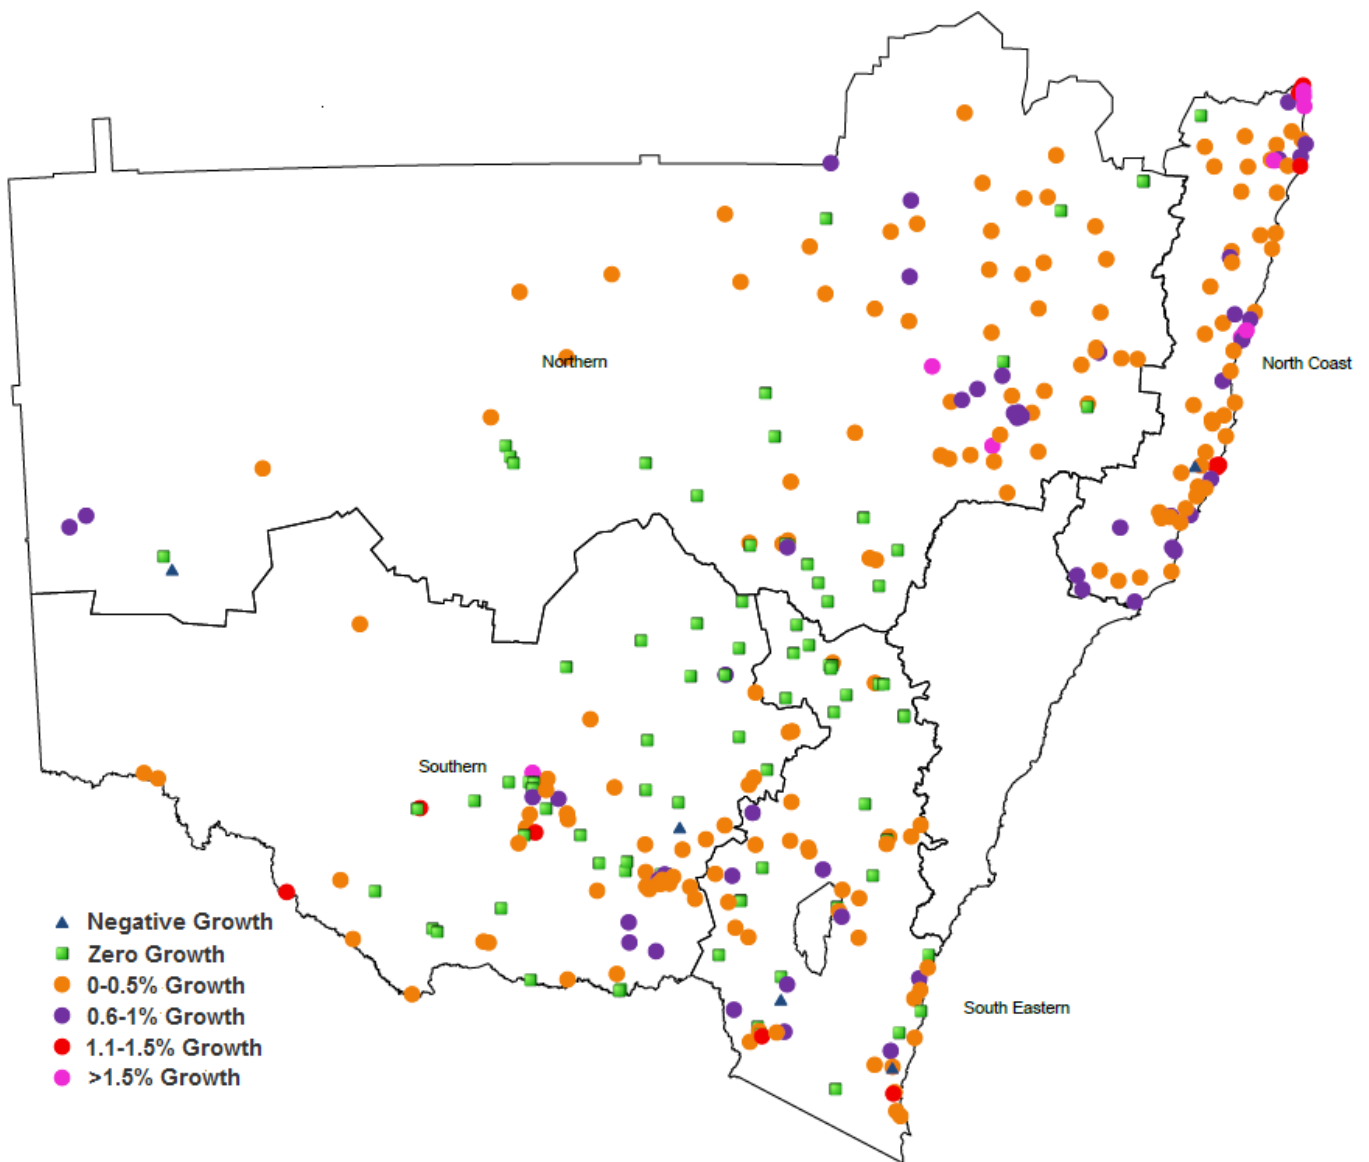 Northern
North Coast
Southern
South Eastern
Negative Growth
Zero Growth
0-0.5% Growth
0.6-1% Growth
1.1-1.5% Growth
>1.5% Growth